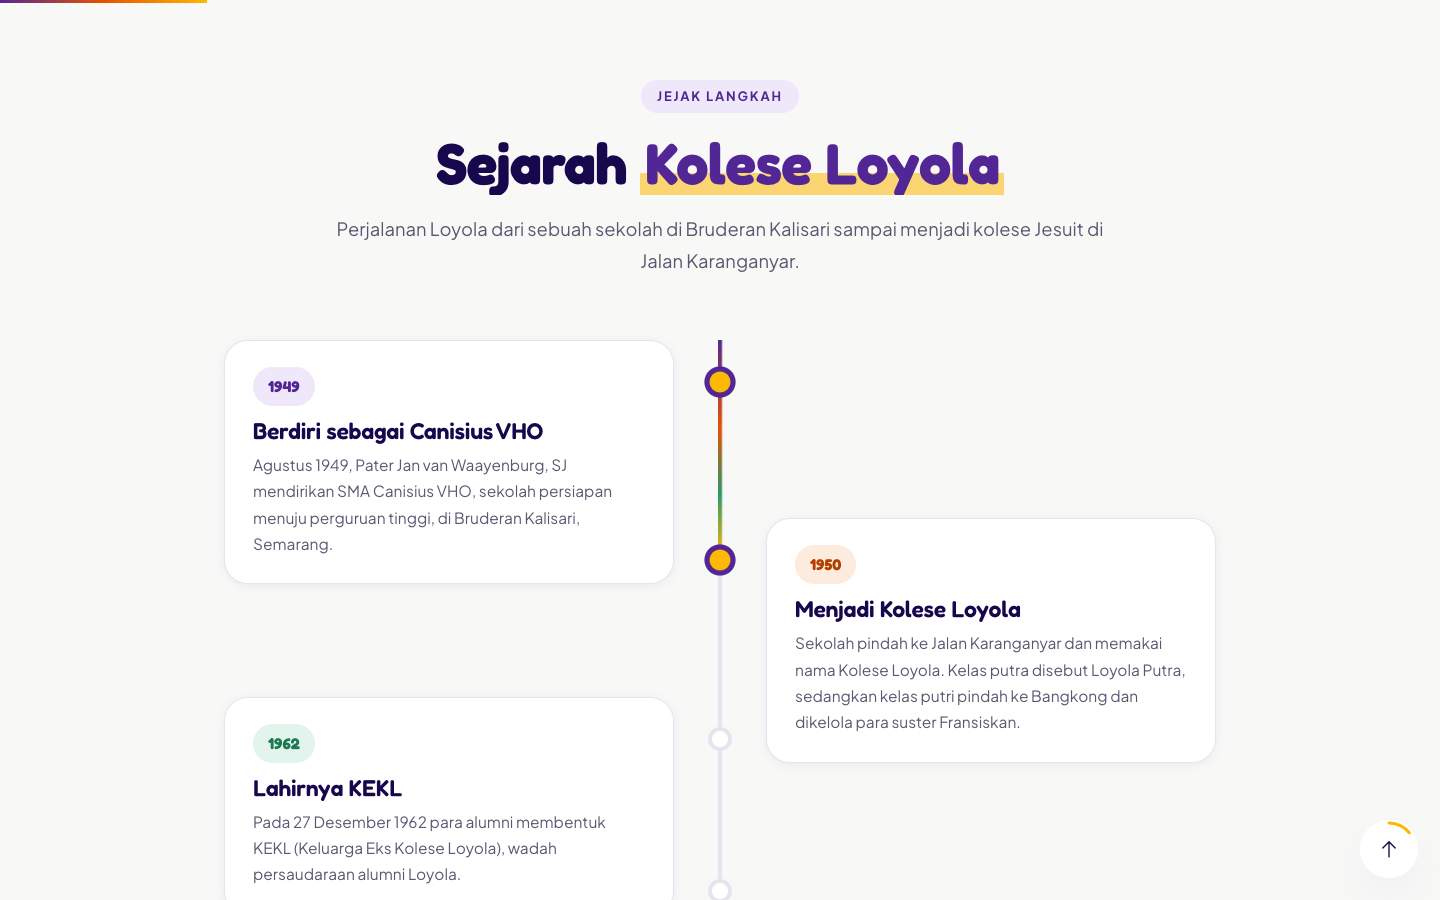 JEJAK LANGKAH
Sejarah Kolese Loyola
Perjalanan Loyola dari sebuah sekolah di Bruderan Kalisari sampai menjadi kolese Jesuit di
Jalan Karanganyar.
1949
Berdiri sebagai Canisius VHO
Agustus 1949, Pater Jan van Waayenburg, SJ
mendirikan SMA Canisius VHO, sekolah persiapan
menuju perguruan tinggi, di Bruderan Kalisari,
Semarang.
1950
Menjadi Kolese Loyola
Sekolah pindah ke Jalan Karanganyar dan memakai
nama Kolese Loyola. Kelas putra disebut Loyola Putra,
sedangkan kelas putri pindah ke Bangkong dan
dikelola para suster Fransiskan.
1962
Lahirnya KEKL
Pada 27 Desember 1962 para alumni membentuk
KEKL (Keluarga Eks Kolese Loyola), wadah
persaudaraan alumni Loyola.